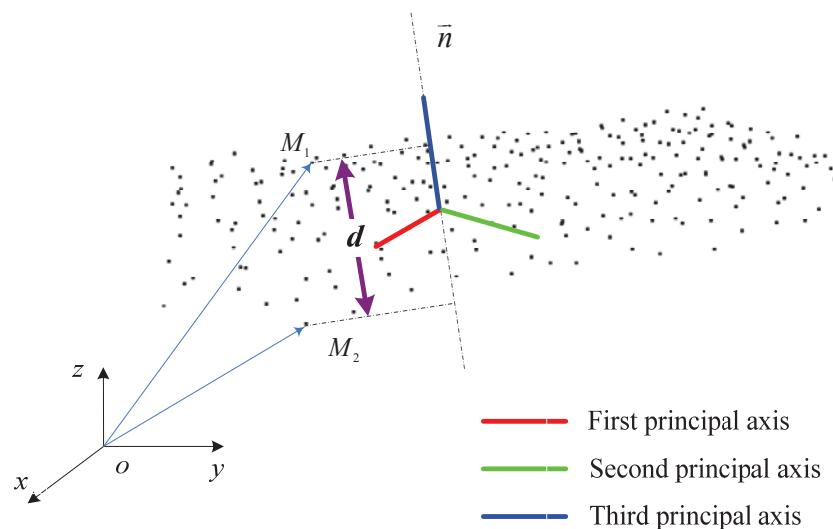 n
M₁
d
M₂
z
x
o
y
First principal axis
Second principal axis
Third principal axis